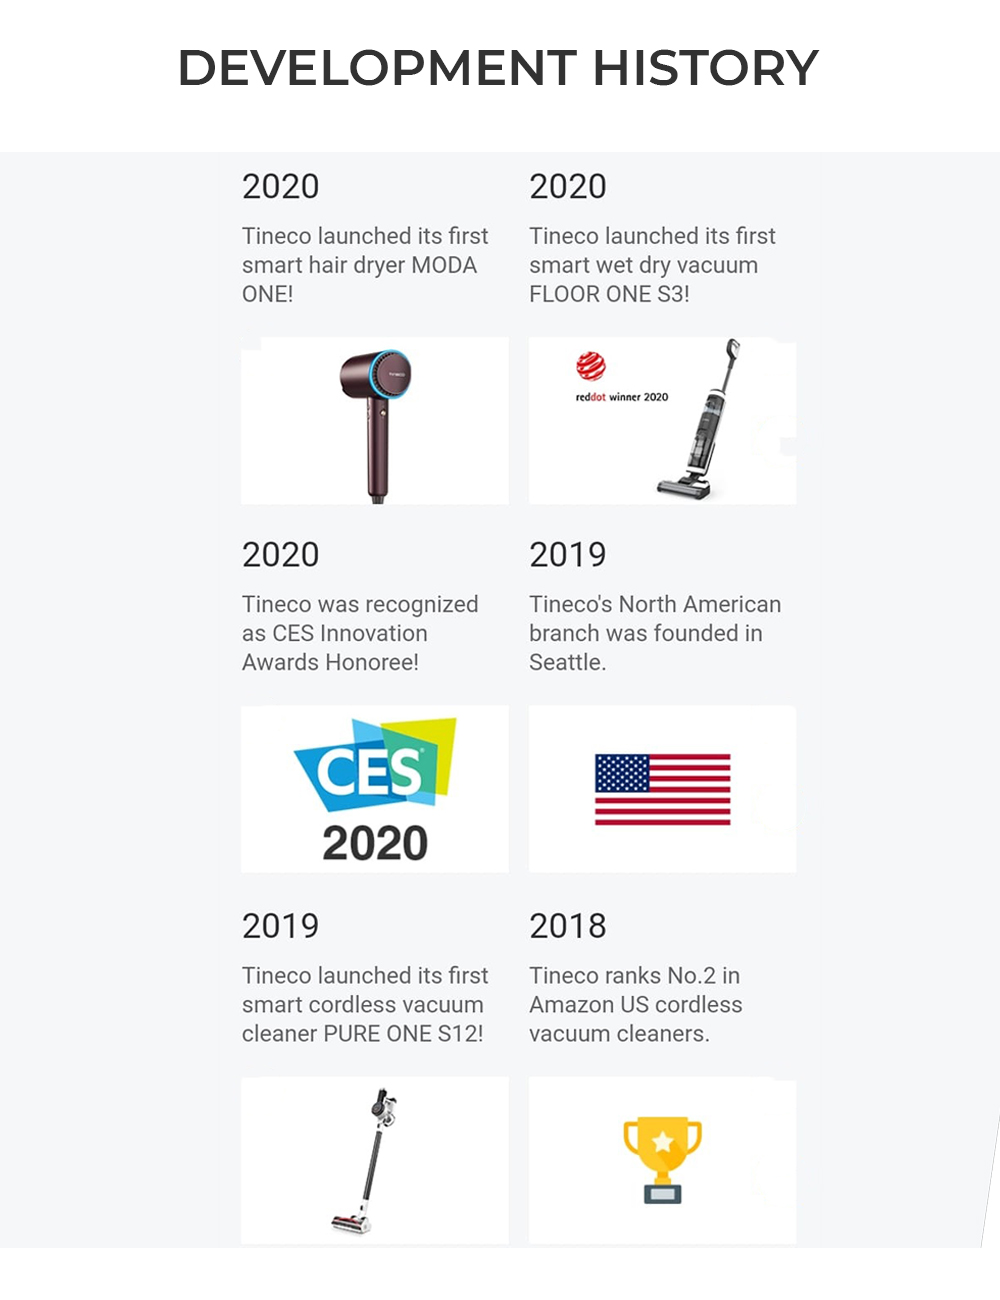 DEVELOPMENT HISTORY
2020
Tineco launched its first
smart hair dryer MODA
ONE!
2020
Tineco launched its first
smart wet dry vacuum
FLOOR ONE S3!
reddot winner 2020
2020
Tineco was recognized
as CES Innovation
Awards Honoree!
CES®
2020
2019
Tineco's North American
branch was founded in
Seattle.
2019
Tineco launched its first
smart cordless vacuum
cleaner PURE ONE S12!
2018
Tineco ranks No.2 in
Amazon US cordless
vacuum cleaners.